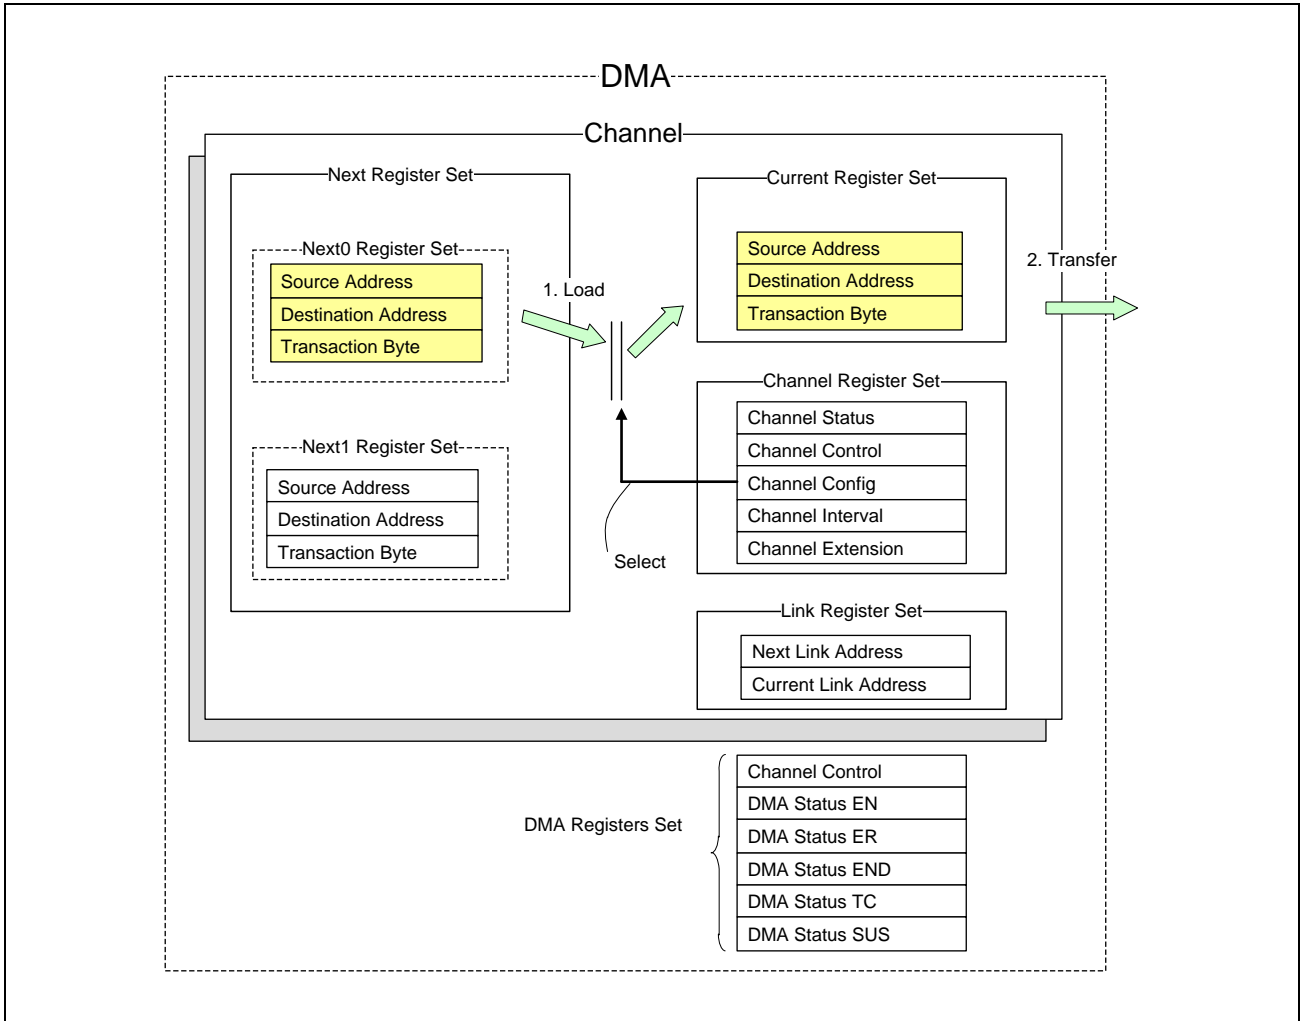 DMA
Channel
Next Register Set
Next0 Register Set
Source Address
Destination Address
Transaction Byte
Next1 Register Set
Source Address
Destination Address
Transaction Byte
1. Load
Select
Current Register Set
Source Address
Destination Address
Transaction Byte
2. Transfer
Channel Register Set
Channel Status
Channel Control
Channel Config
Channel Interval
Channel Extension
Link Register Set
Next Link Address
Current Link Address
DMA Registers Set
Channel Control
DMA Status EN
DMA Status ER
DMA Status END
DMA Status TC
DMA Status SUS